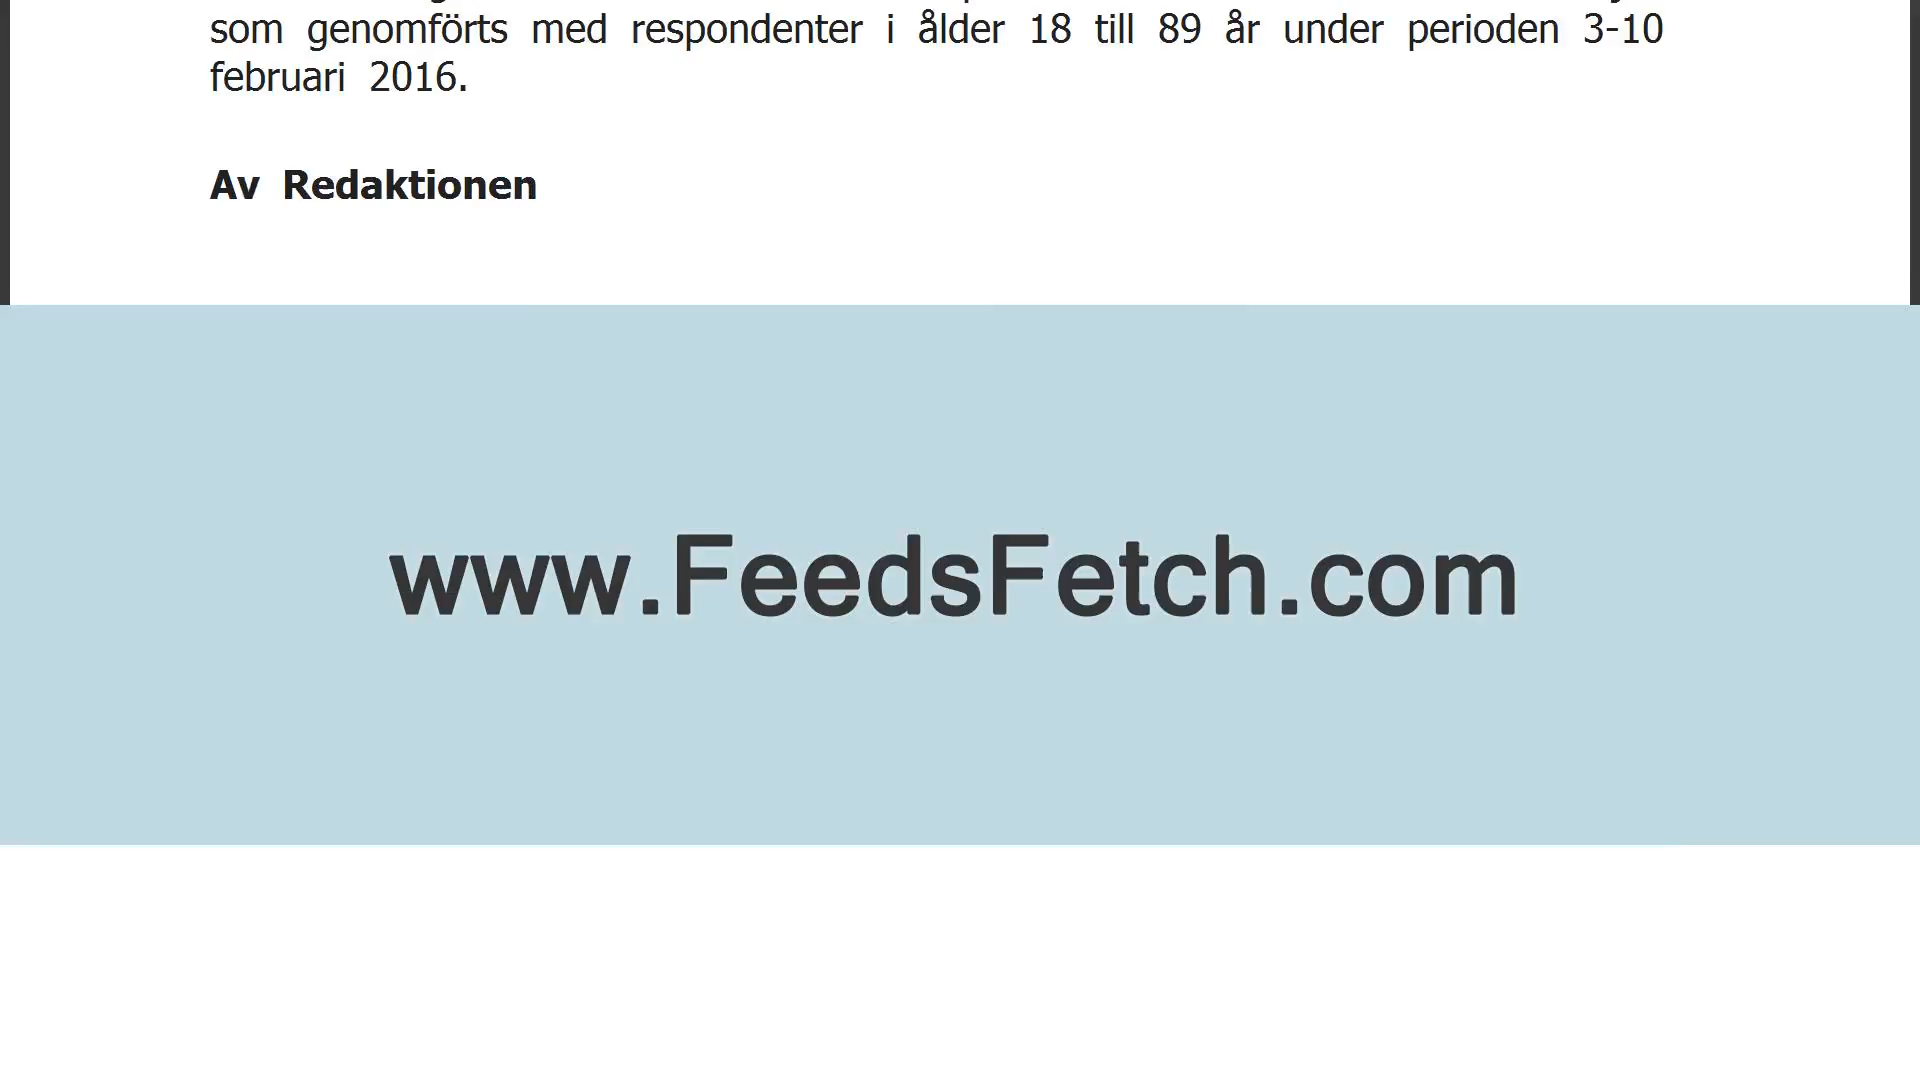 som genomförts med respondenter i ålder 18 till 89 år under perioden 3-10
februari 2016.
Av Redaktionen
www.FeedsFetch.com